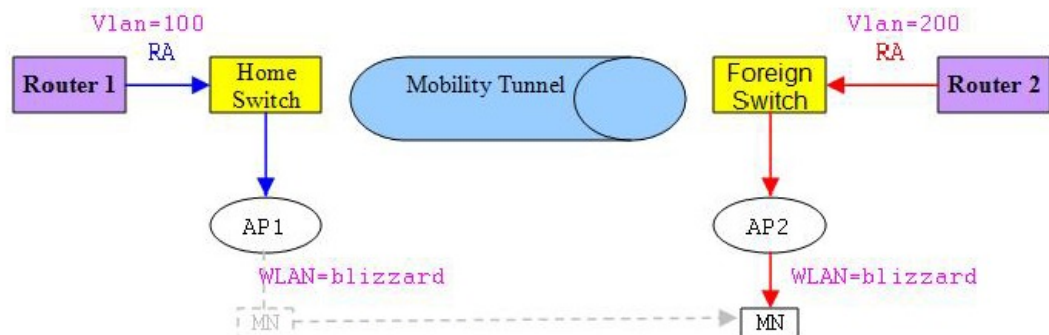 Vlan=100
Vlan=200
RA
RA
Router 1
Home
Switch
Mobility Tunnel
Foreign
Switch
Router 2
AP1
AP2
WLAN=blizzard
WLAN=blizzard
MN
MN